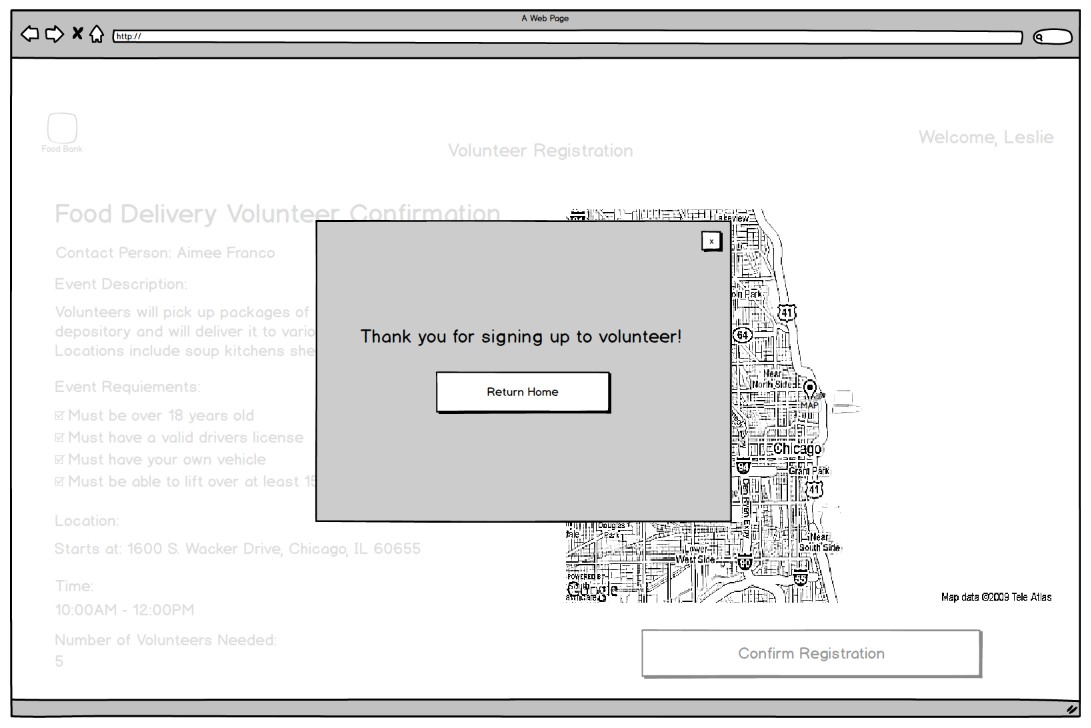 A Web Page
http://
Food Bank
Volunteer Registration
Welcome, Leslie
Food Delivery Volunteer Confirmation
Contact Person: Aimee Franco
Event Description:
Volunteers will pick up packages of
depository and will deliver it to vario
Locations include soup kitchens she
Event Requiements:
Must be over 18 years old
Must have a valid drivers license
Must have your own vehicle
Must be able to lift over at least 15
Location:
Starts at: 1600 S. Wacker Drive, Chicago, IL 60655
Time:
10:00AM - 12:00PM
Number of Volunteers Needed:
5
x
Thank you for signing up to volunteer!
Return Home
Park
41
64
Near
North Side
MAP
Chicago
94
Grant Park
41
Douglas
Park
Lower
West Side
Near
South Side
90
55
POWERED BY
Map data ©2009 Tele Atlas
Confirm Registration